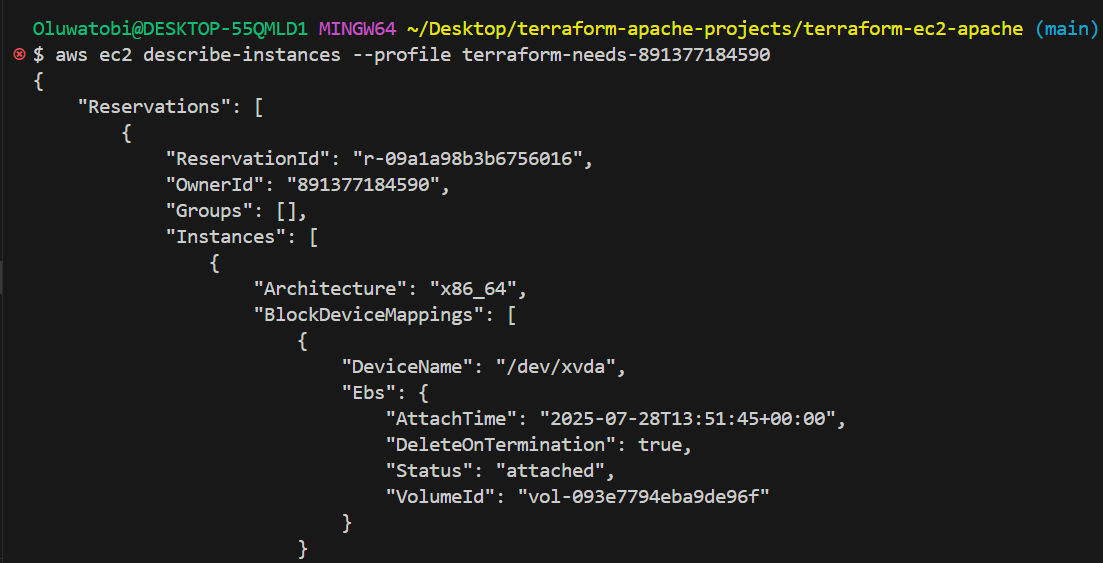 Oluwatobi@DESKTOP-55QMLD1 MINGW64 ~/Desktop/terraform-apache-projects/terraform-ec2-apache (main)
$ aws ec2 describe-instances --profile terraform-needs-891377184590
{
    "Reservations": [
        {
            "ReservationId": "r-09a1a98b3b6756016",
            "OwnerId": "891377184590",
            "Groups": [],
            "Instances": [
                {
                    "Architecture": "x86_64",
                    "BlockDeviceMappings": [
                        {
                            "DeviceName": "/dev/xvda",
                            "Ebs": {
                                "AttachTime": "2025-07-28T13:51:45+00:00",
                                "DeleteOnTermination": true,
                                "Status": "attached",
                                "VolumeId": "vol-093e7794eba9de96f"
                            }
                        }